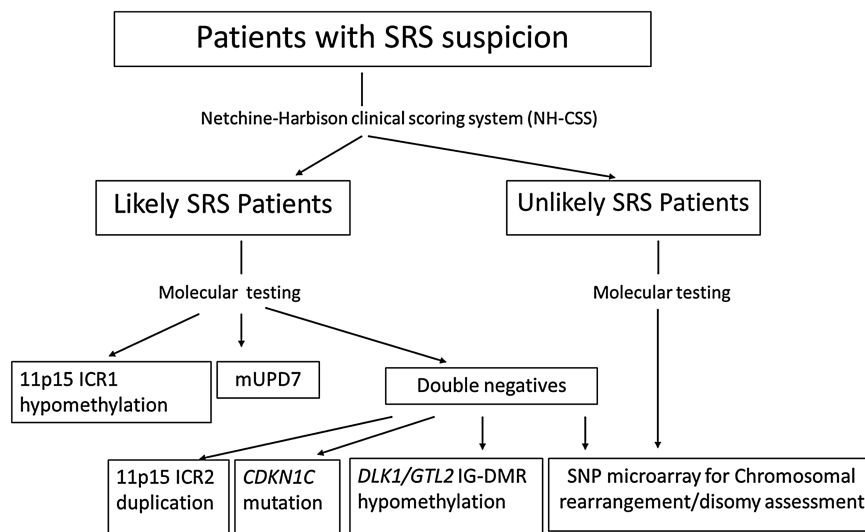 Patients with SRS suspicion
Netchine-Harbison clinical scoring system (NH-CSS)
Likely SRS Patients
Unlikely SRS Patients
Molecular testing
Molecular testing
11p15 ICR1
hypomethylation
mUPD7
Double negatives
11p15 ICR2
duplication
CDKN1C
mutation
DLK1/GTL2 IG-DMR
hypomethylation
SNP microarray for Chromosomal
rearrangement/disomy assessment